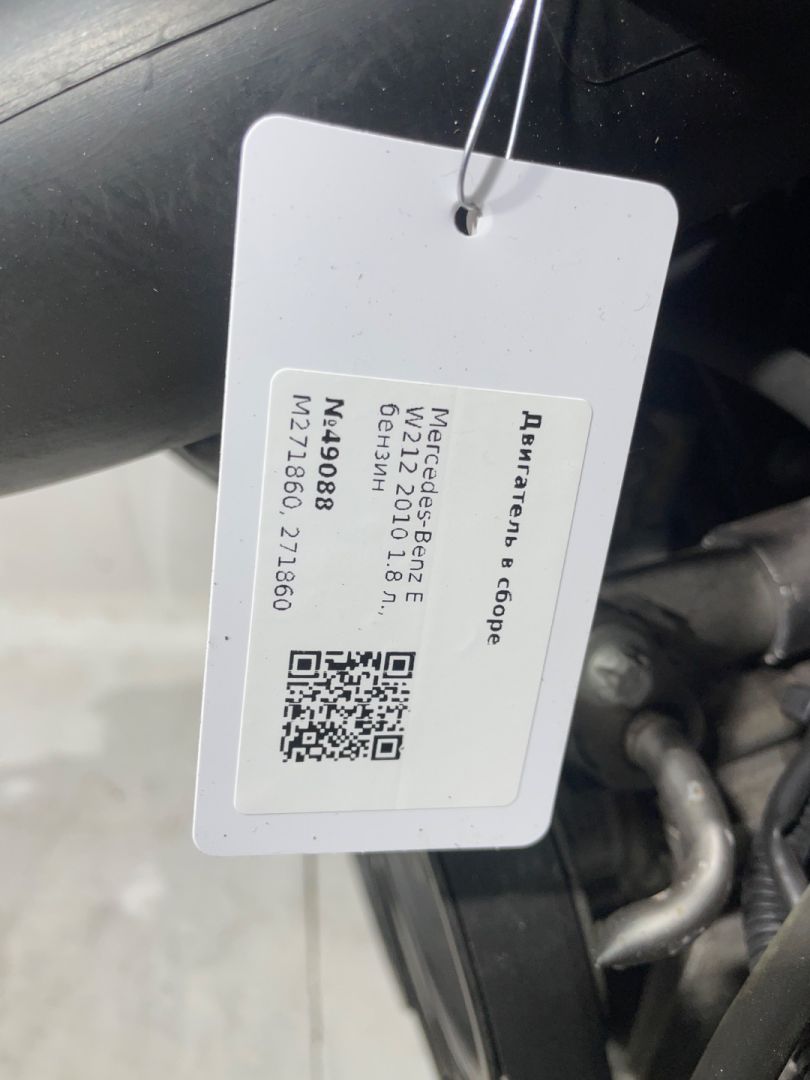 Двигатель в сборе
Mercedes-Benz E
W212 2010 1.8 л.,
бензин
№49088
M271860, 271860